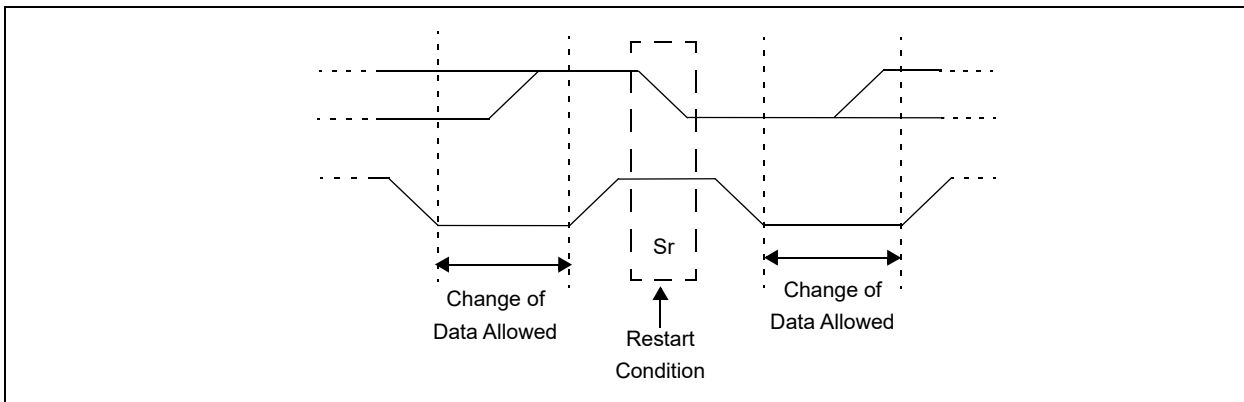 Sr
Change of
Data Allowed
Restart
Condition
Change of
Data Allowed